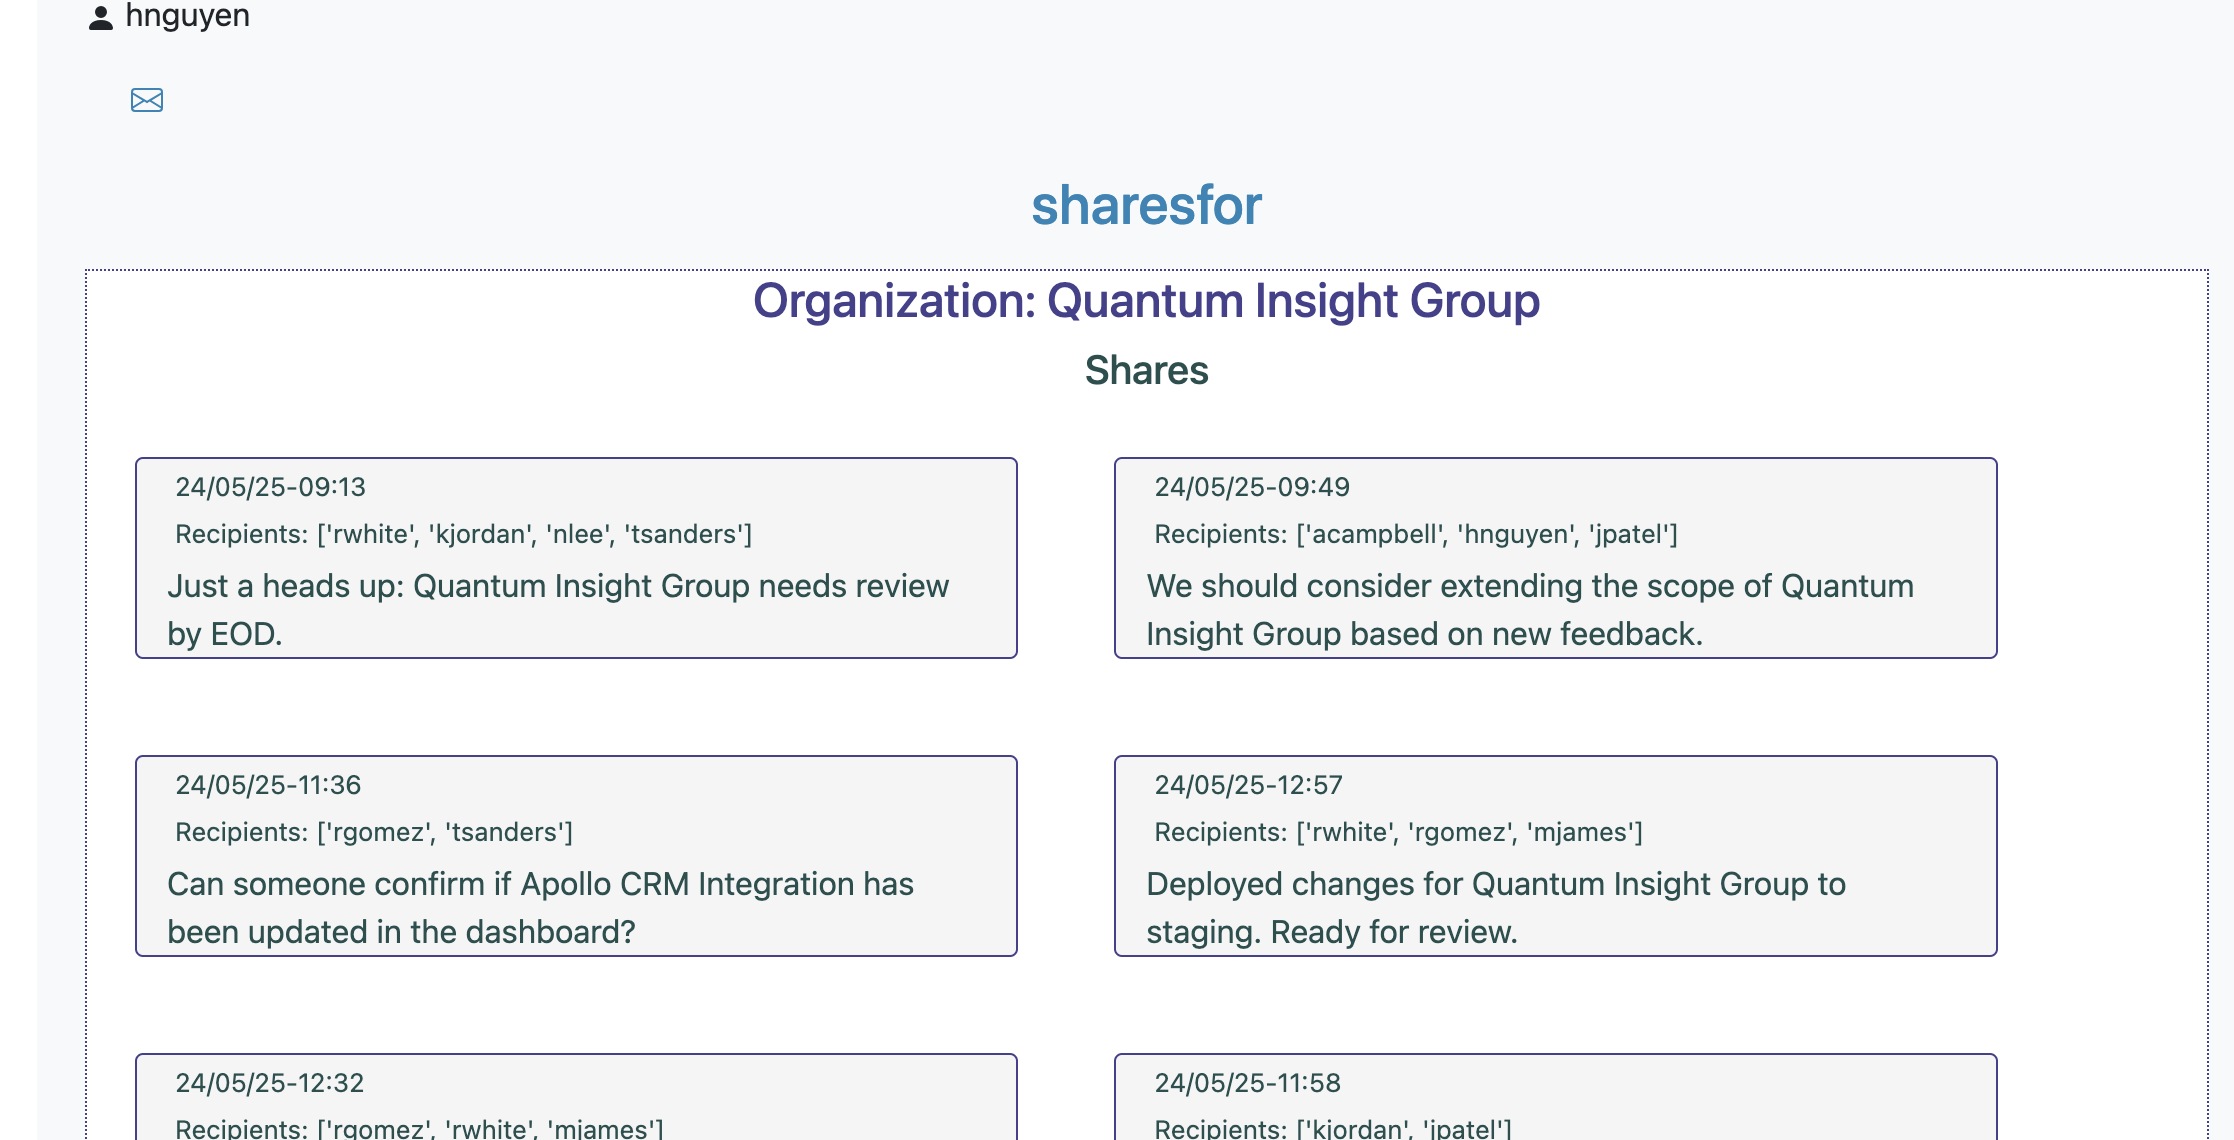 hnguyen
sharesfor
Organization: Quantum Insight Group
Shares
24/05/25-09:13
Recipients: ['rwhite', 'kjordan', 'nlee', 'tsanders']
Just a heads up: Quantum Insight Group needs review
by EOD.
24/05/25-09:49
Recipients: ['acampbell', 'hnguyen', 'jpatel']
We should consider extending the scope of Quantum
Insight Group based on new feedback.
24/05/25-11:36
Recipients: ['rgomez', 'tsanders']
Can someone confirm if Apollo CRM Integration has
been updated in the dashboard?
24/05/25-12:57
Recipients: ['rwhite', 'rgomez', 'mjames']
Deployed changes for Quantum Insight Group to
staging. Ready for review.
24/05/25-12:32
Recipients: ['rgomez', 'rwhite', 'mjames']
24/05/25-11:58
Recipients: ['kjordan', 'jpatel']